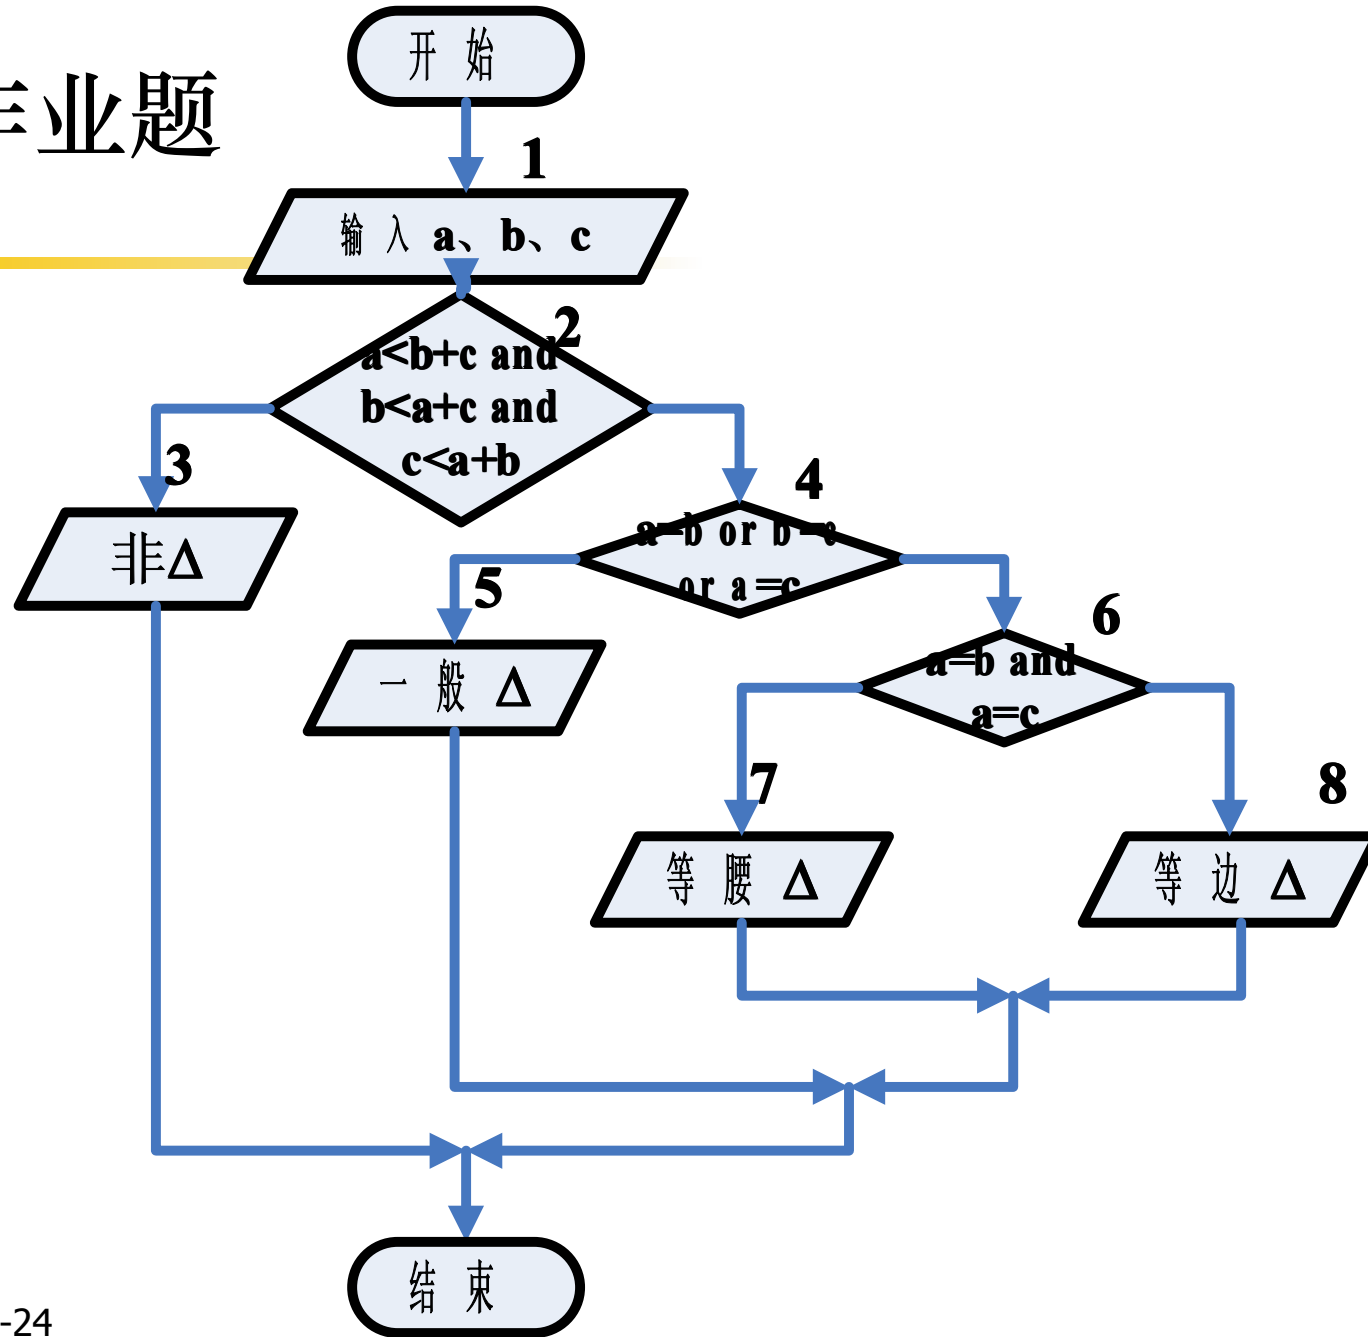 开 始
业题
1
输 入 a、b、c
2
a<b+c and
b<a+c and
c<a+b
3
4
非Δ
a=b or b=c
or a=c
5
6
一 般 Δ
a=b and
a=c
7
8
等 腰 Δ
等 边 Δ
结 束
-24